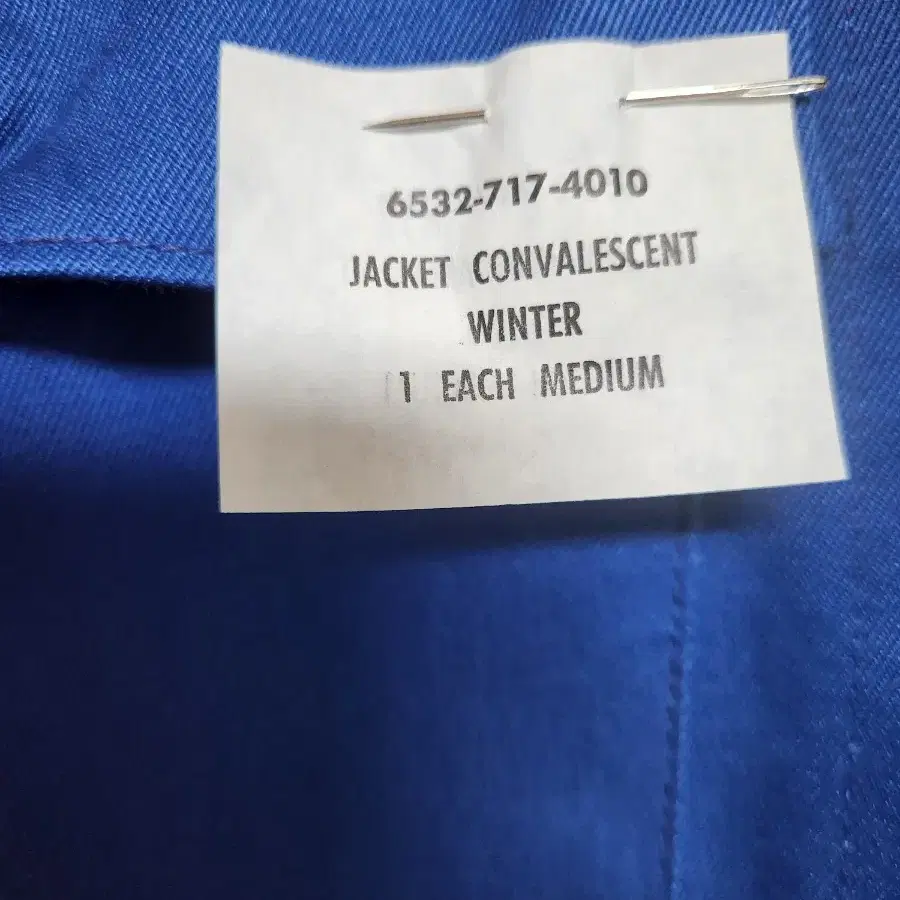 6532-717-4010
JACKET CONVALESCENT
WINTER
1 EACH MEDIUM